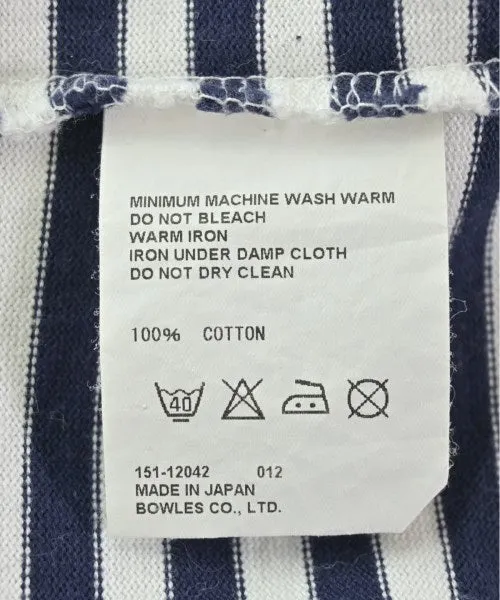 MINIMUM MACHINE WASH WARM
DO NOT BLEACH
WARM IRON
IRON UNDER DAMP CLOTH
DO NOT DRY CLEAN
100% COTTON
40
151-12042 012
MADE IN JAPAN
BOWLES CO., LTD.